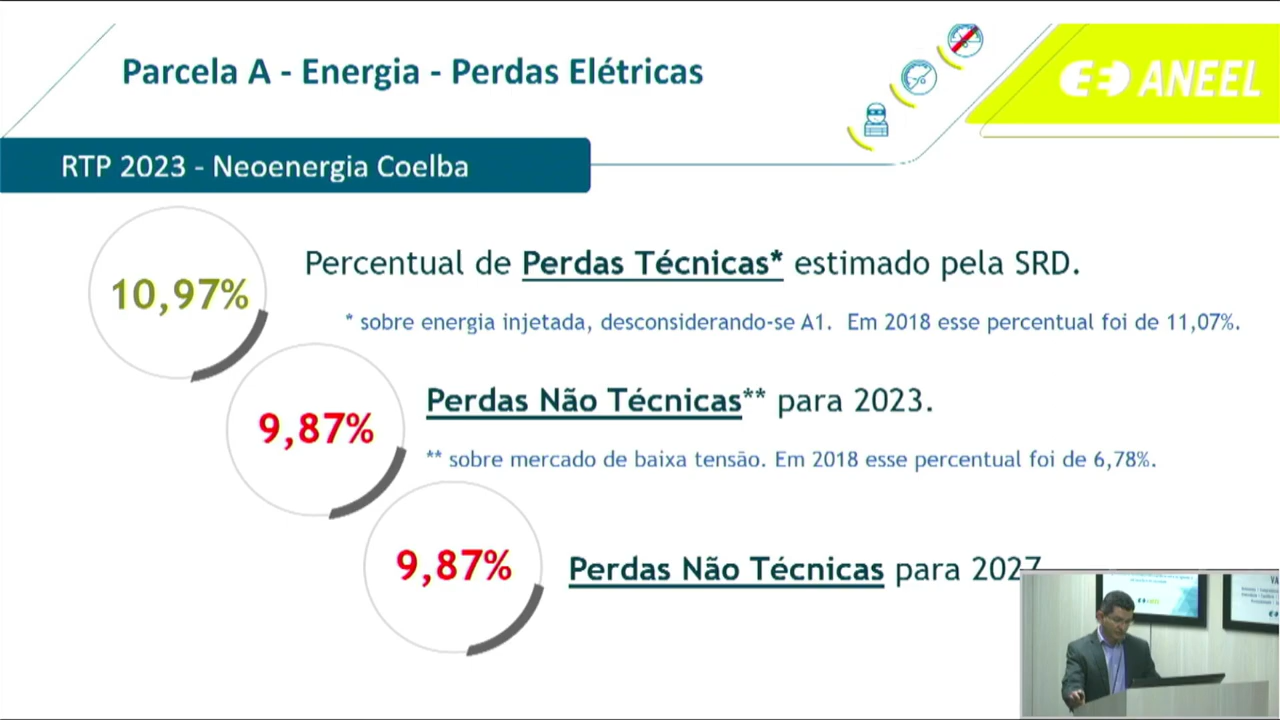 Parcela A - Energia - Perdas Elétricas
ANEEL
RTP 2023 - Neoenergia Coelba
10,97%
Percentual de Perdas Técnicas* estimado pela SRD.
* sobre energia injetada, desconsiderando-se A1. Em 2018 esse percentual foi de 11,07%.
9,87%
Perdas Não Técnicas** para 2023.
** sobre mercado de baixa tensão. Em 2018 esse percentual foi de 6,78%.
9,87%
Perdas Não Técnicas para 2027
ANEEL
VA